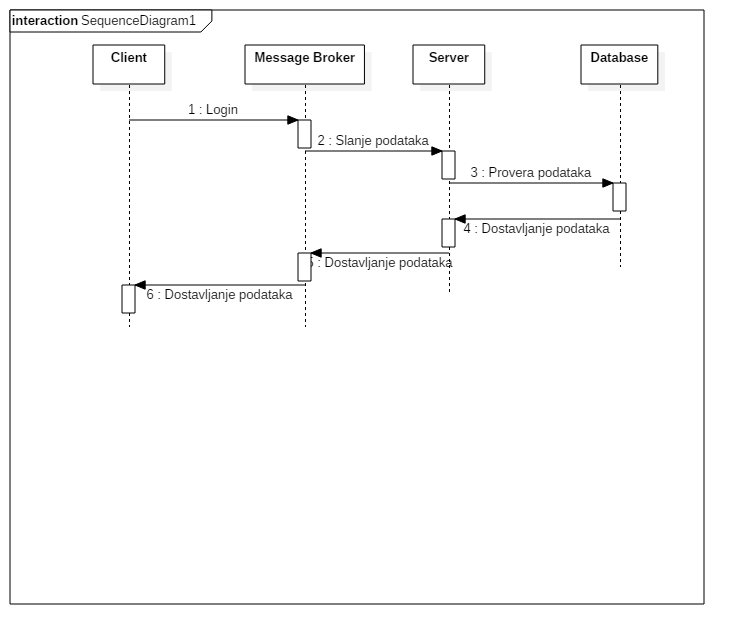 interaction SequenceDiagram1
Client
Message Broker
Server
Database
1 : Login
2 : Slanje podataka
3 : Provera podataka
4 : Dostavljanje podataka
5 : Dostavljanje podataka
6 : Dostavljanje podataka